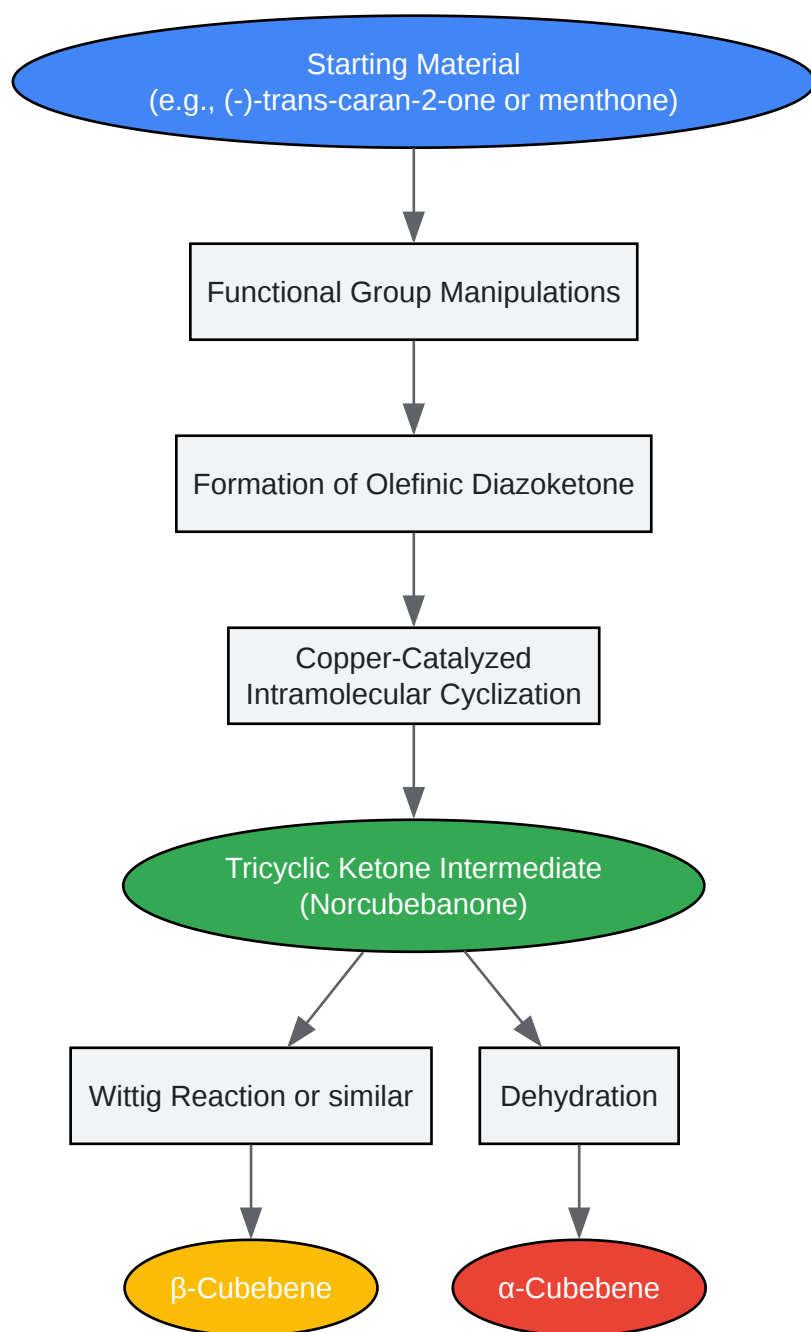 Starting Material
(e.g., (-)-trans-caran-2-one or menthone)
Functional Group Manipulations
Formation of Olefinic Diazoketone
Copper-Catalyzed
Intramolecular Cyclization
Tricyclic Ketone Intermediate
(Norcubebanone)
Wittig Reaction or similar
Dehydration
β-Cubebene
α-Cubebene